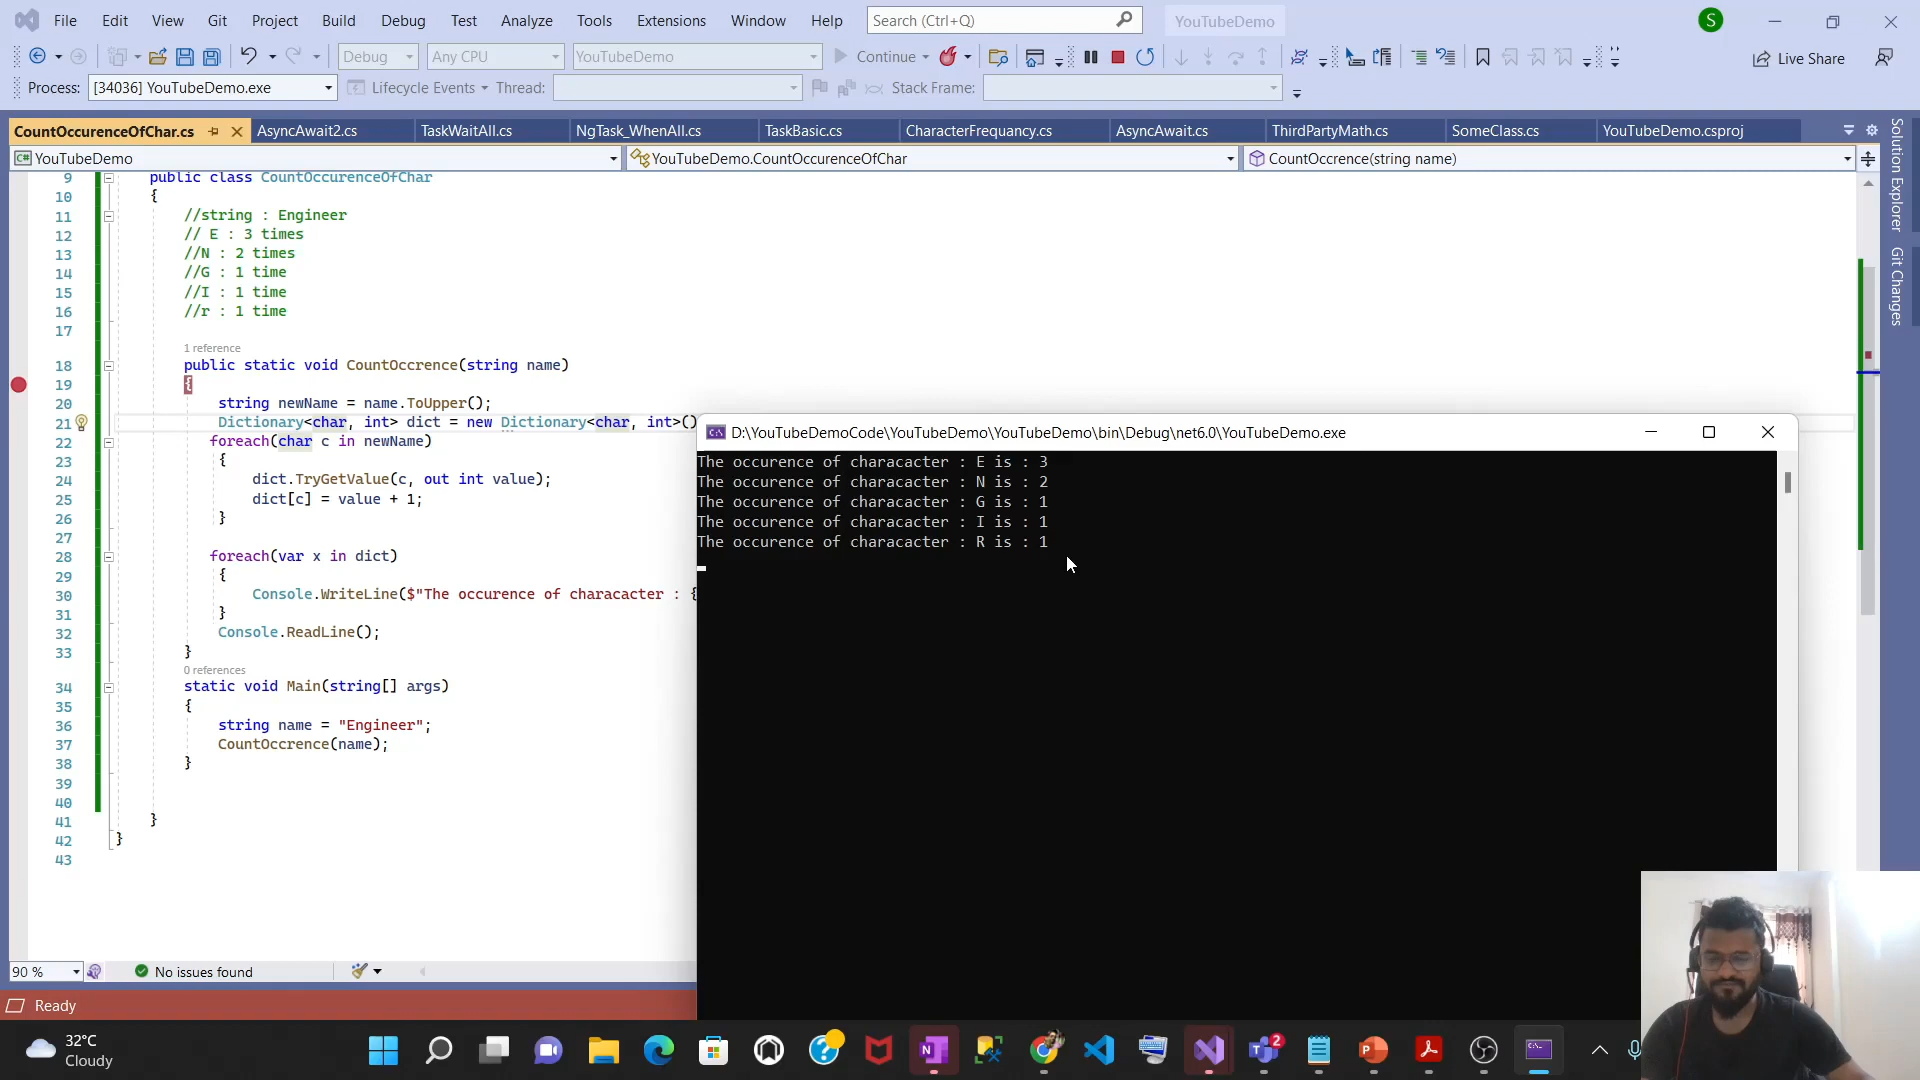 File Edit View Git Project Build Debug Test Analyze Tools Extensions Window Help Search (Ctrl+Q) YouTubeDemo S
Debug Any CPU YouTubeDemo Continue Live Share
Process: [34036] YouTubeDemo.exe Lifecycle Events Thread: Stack Frame:
CountOccurenceOfChar.cs AsyncAwait2.cs TaskWaitAll.cs NgTask_WhenAll.cs TaskBasic.cs CharacterFrequancy.cs AsyncAwait.cs ThirdPartyMath.cs SomeClass.cs YouTubeDemo.csproj
YouTubeDemo YouTubeDemo.CountOccurenceOfChar CountOccrence(string name)
Solution Explorer
Git Changes
9 public class CountOccurenceOfChar
10 {
11 //string : Engineer
12 // E : 3 times
13 //N : 2 times
14 //G : 1 time
15 //I : 1 time
16 //r : 1 time
17
1 reference
18 public static void CountOccrence(string name)
19 {
20 string newName = name.ToUpper();
21 Dictionary<char, int> dict = new Dictionary<char, int>()
22 foreach(char c in newName)
23 {
24 dict.TryGetValue(c, out int value);
25 dict[c] = value + 1;
26 }
27
28 foreach(var x in dict)
29 {
30 Console.WriteLine($"The occurence of characacter : {
31 }
32 Console.ReadLine();
33 }
0 references
34 static void Main(string[] args)
35 {
36 string name = "Engineer";
37 CountOccrence(name);
38 }
39
40
41 }
42 }
43
D:\YouTubeDemoCode\YouTubeDemo\YouTubeDemo\bin\Debug\net6.0\YouTubeDemo.exe
The occurence of characacter : E is : 3
The occurence of characacter : N is : 2
The occurence of characacter : G is : 1
The occurence of characacter : I is : 1
The occurence of characacter : R is : 1
90 % No issues found
Ready
32°C
Cloudy
2